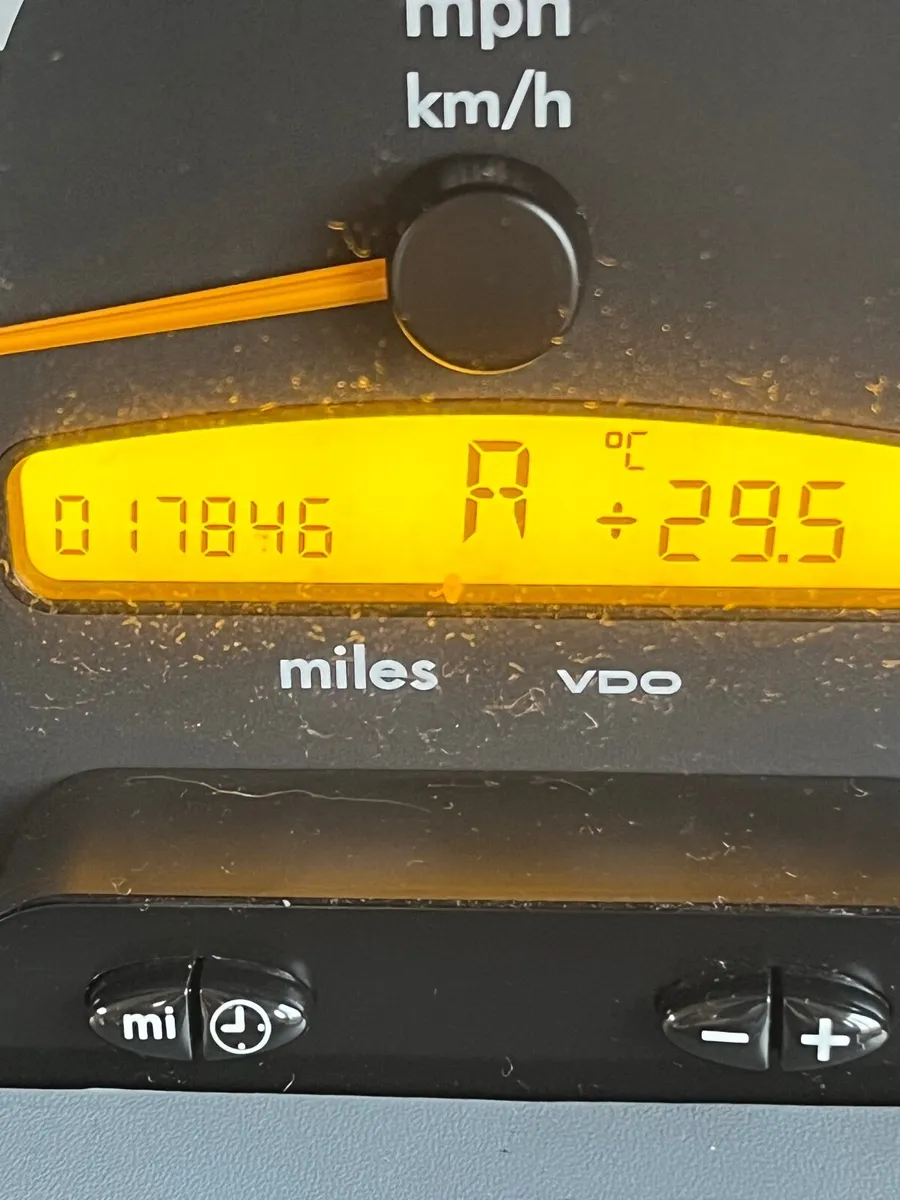 mph
km/h
°C
017846 A ÷29.5
miles VDO
mi - +